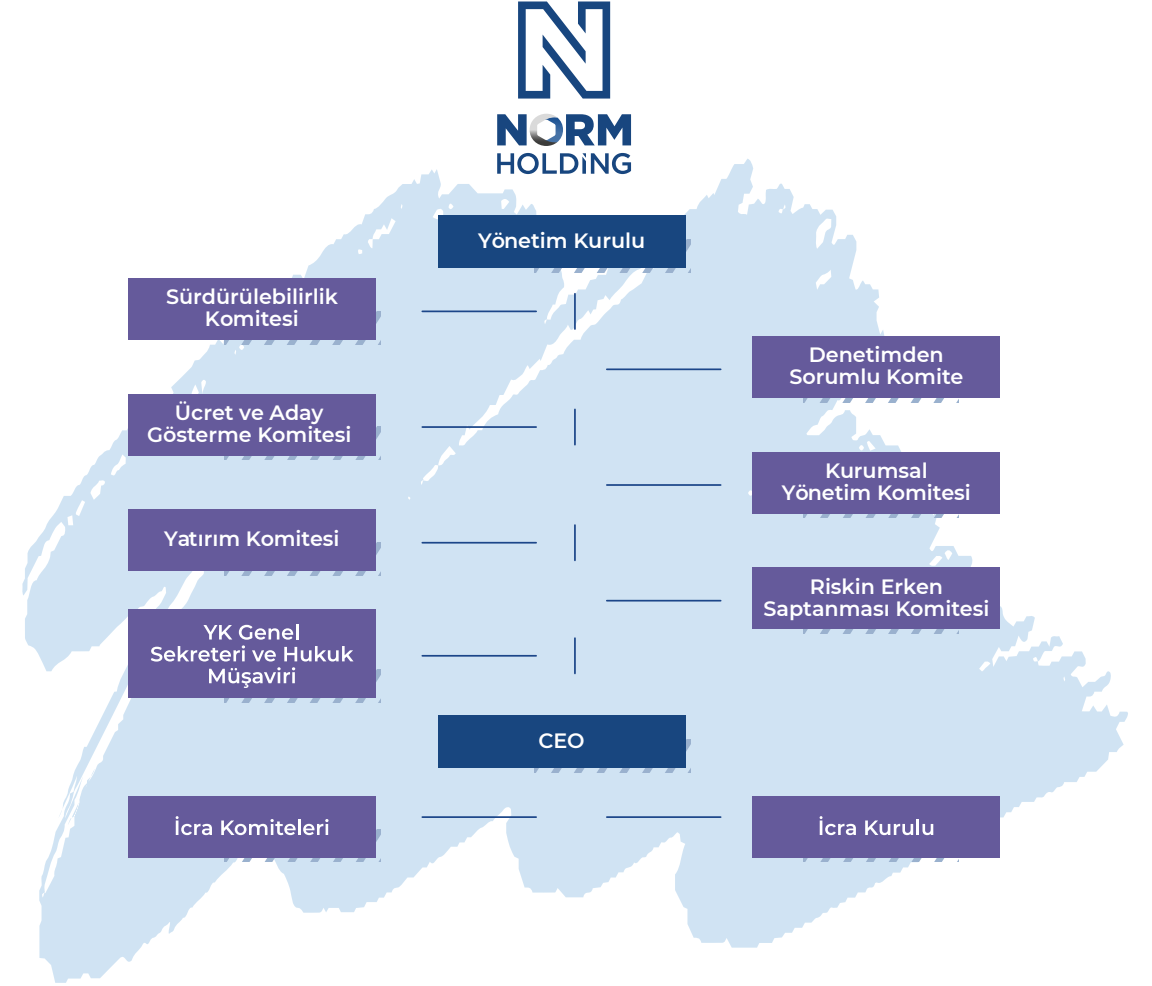 N
NORM
HOLDİNG
Yönetim Kurulu
Sürdürülebilirlik
Komitesi
Denetimden
Sorumlu Komite
Ücret ve Aday
Gösterme Komitesi
Kurumsal
Yönetim Komitesi
Yatırım Komitesi
Riskin Erken
Saptanması Komitesi
YK Genel
Sekreteri ve Hukuk
Müşaviri
CEO
İcra Komiteleri
İcra Kurulu